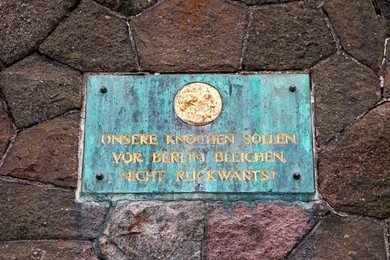 UNSERE KNOCHEN SOLLEN
VOR BERLIN BLEICHEN,
NICHT RÜCKWÄRTS!